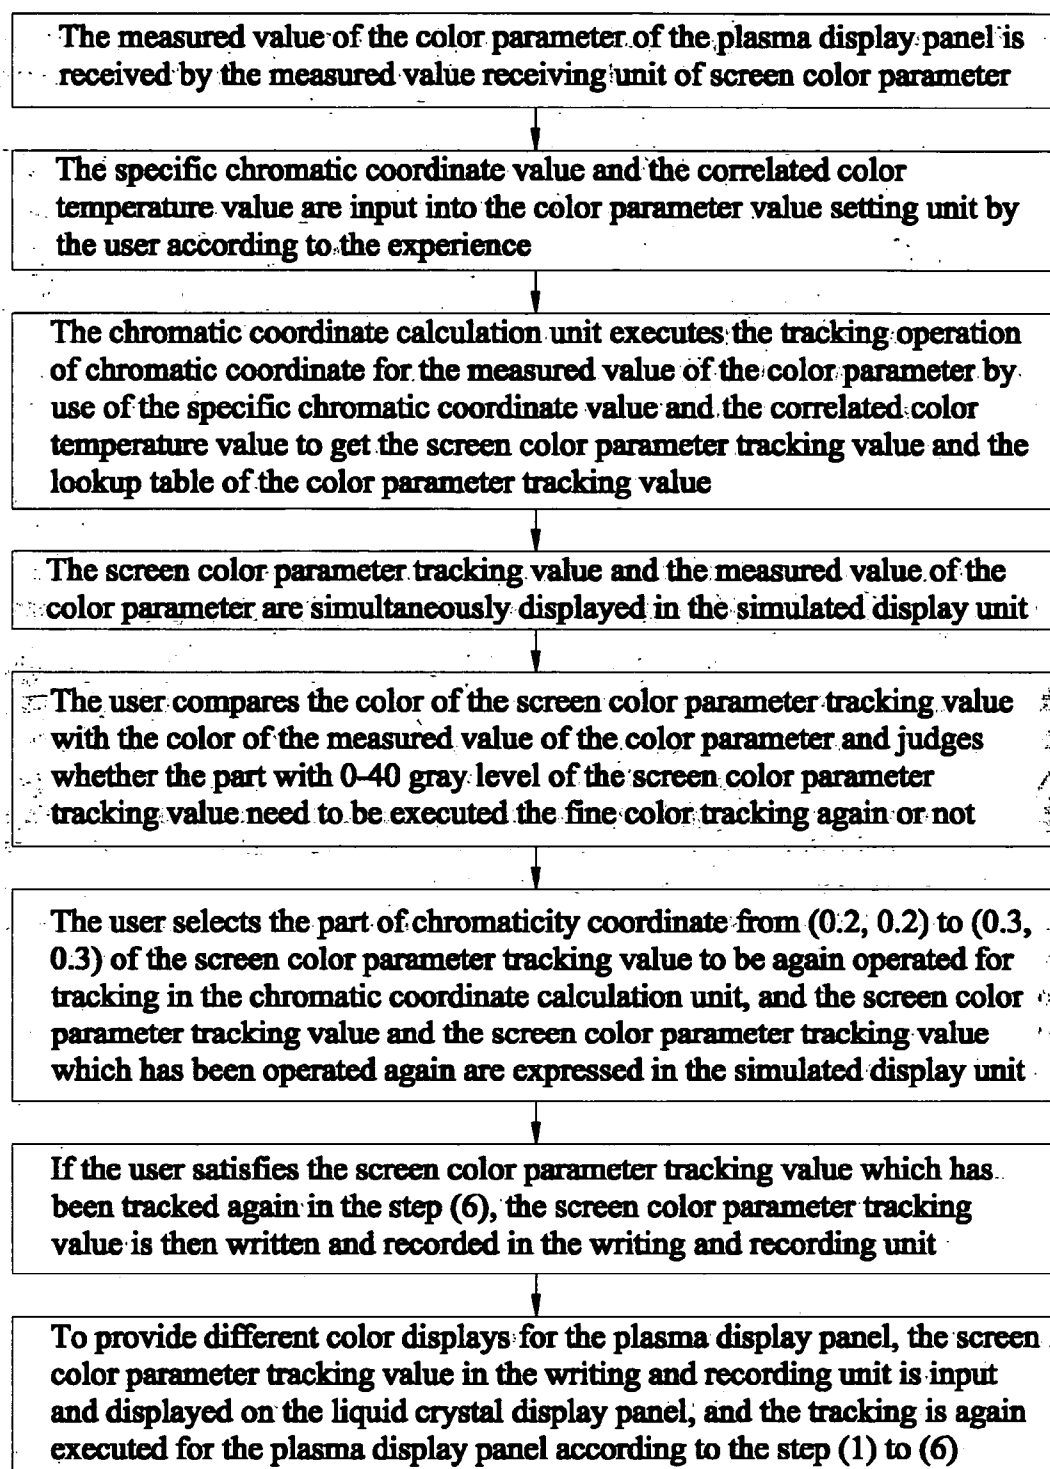 The measured value of the color parameter of the plasma display panel is
received by the measured value receiving unit of screen color parameter
The specific chromatic coordinate value and the correlated color
temperature value are input into the color parameter value setting unit by
the user according to the experience
The chromatic coordinate calculation unit executes the tracking operation
of chromatic coordinate for the measured value of the color parameter by
use of the specific chromatic coordinate value and the correlated color
temperature value to get the screen color parameter tracking value and the
lookup table of the color parameter tracking value
The screen color parameter tracking value and the measured value of the
color parameter are simultaneously displayed in the simulated display unit
The user compares the color of the screen color parameter tracking value
with the color of the measured value of the color parameter and judges
whether the part with 0-40 gray level of the screen color parameter
tracking value need to be executed the fine color tracking again or not
The user selects the part of chromaticity coordinate from (0.2, 0.2) to (0.3,
0.3) of the screen color parameter tracking value to be again operated for
tracking in the chromatic coordinate calculation unit, and the screen color
parameter tracking value and the screen color parameter tracking value
which has been operated again are expressed in the simulated display unit
If the user satisfies the screen color parameter tracking value which has
been tracked again in the step (6), the screen color parameter tracking
value is then written and recorded in the writing and recording unit
To provide different color displays for the plasma display panel, the screen
color parameter tracking value in the writing and recording unit is input
and displayed on the liquid crystal display panel, and the tracking is again
executed for the plasma display panel according to the step (1) to (6)